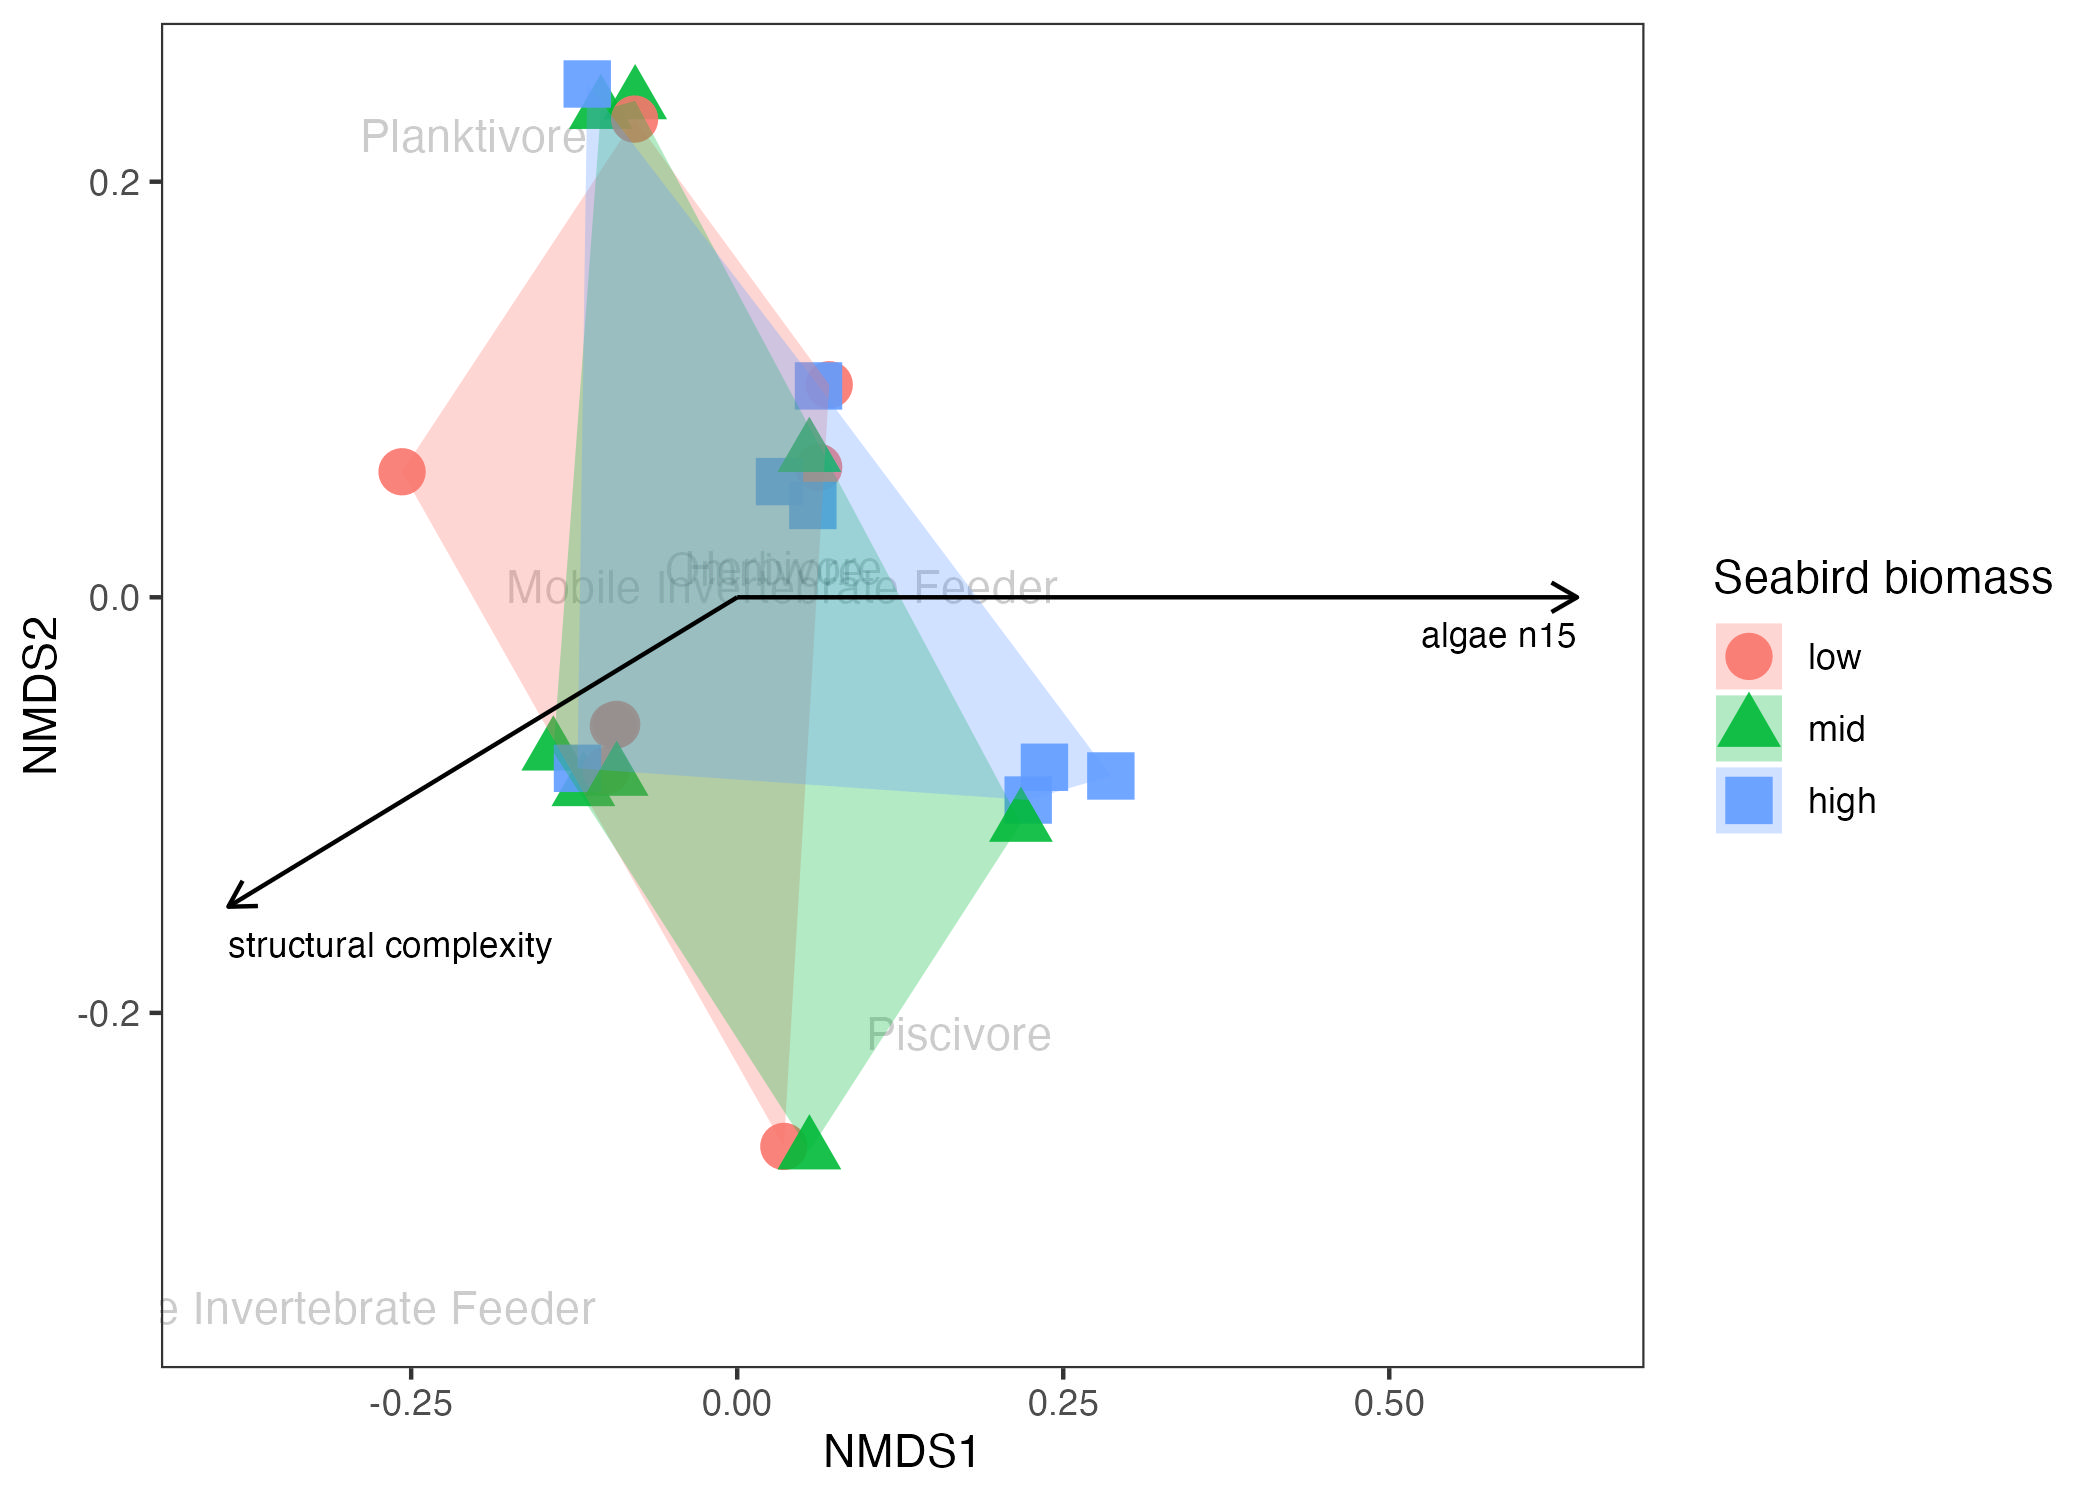 Planktivore
0.2
Herbivore
Mobile Invertebrate Feeder
0.0
algae n15
NMDS2
structural complexity
-0.2
Piscivore
e Invertebrate Feeder
-0.25
0.00
0.25
0.50
NMDS1
Seabird biomass
low
mid
high